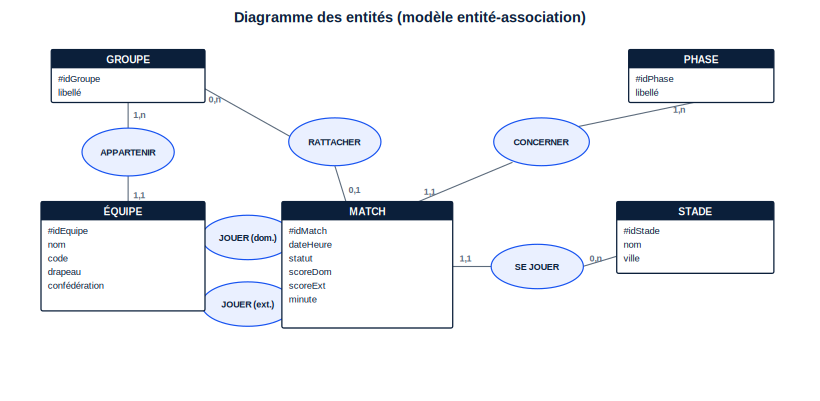 Diagramme des entités (modèle entité-association)
GROUPE
#idGroupe
libellé
PHASE
#idPhase
libellé
0,n
1,n
1,n
RATTACHER
CONCERNER
APPARTENIR
0,1
1,1
1,1
ÉQUIPE
#idEquipe
nom
code
drapeau
confédération
JOUER (dom.)
JOUER (ext.)
MATCH
#idMatch
dateHeure
statut
scoreDom
scoreExt
minute
1,1
SE JOUER
0,n
STADE
#idStade
nom
ville